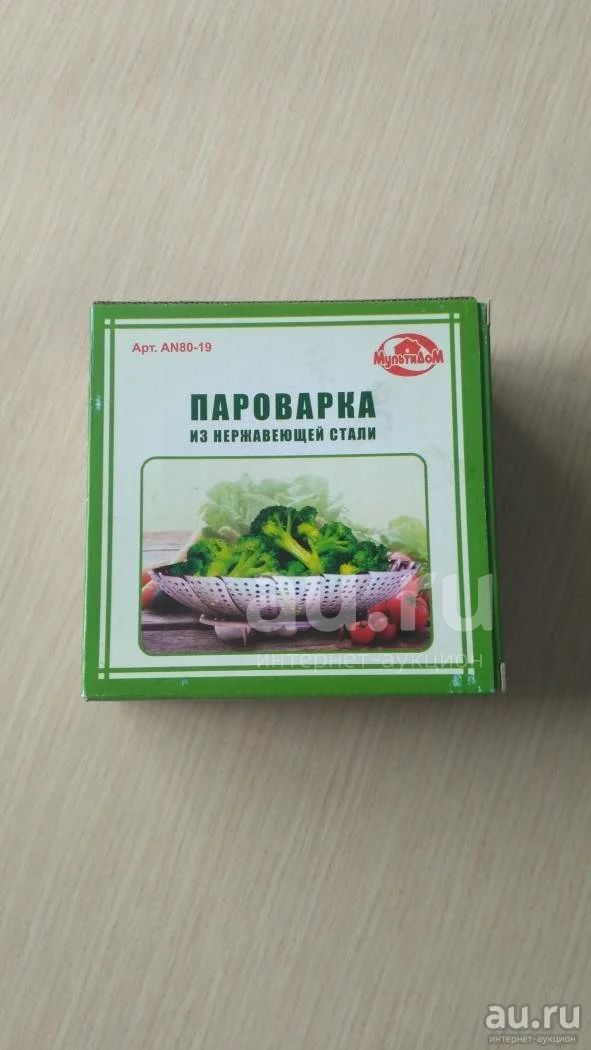 Арт. AN80-19
МультиДоМ
ПАРОВАРКА
ИЗ НЕРЖАВЕЮЩЕЙ СТАЛИ
au.ru
интернет-аукцион
au.ru
интернет-аукцион